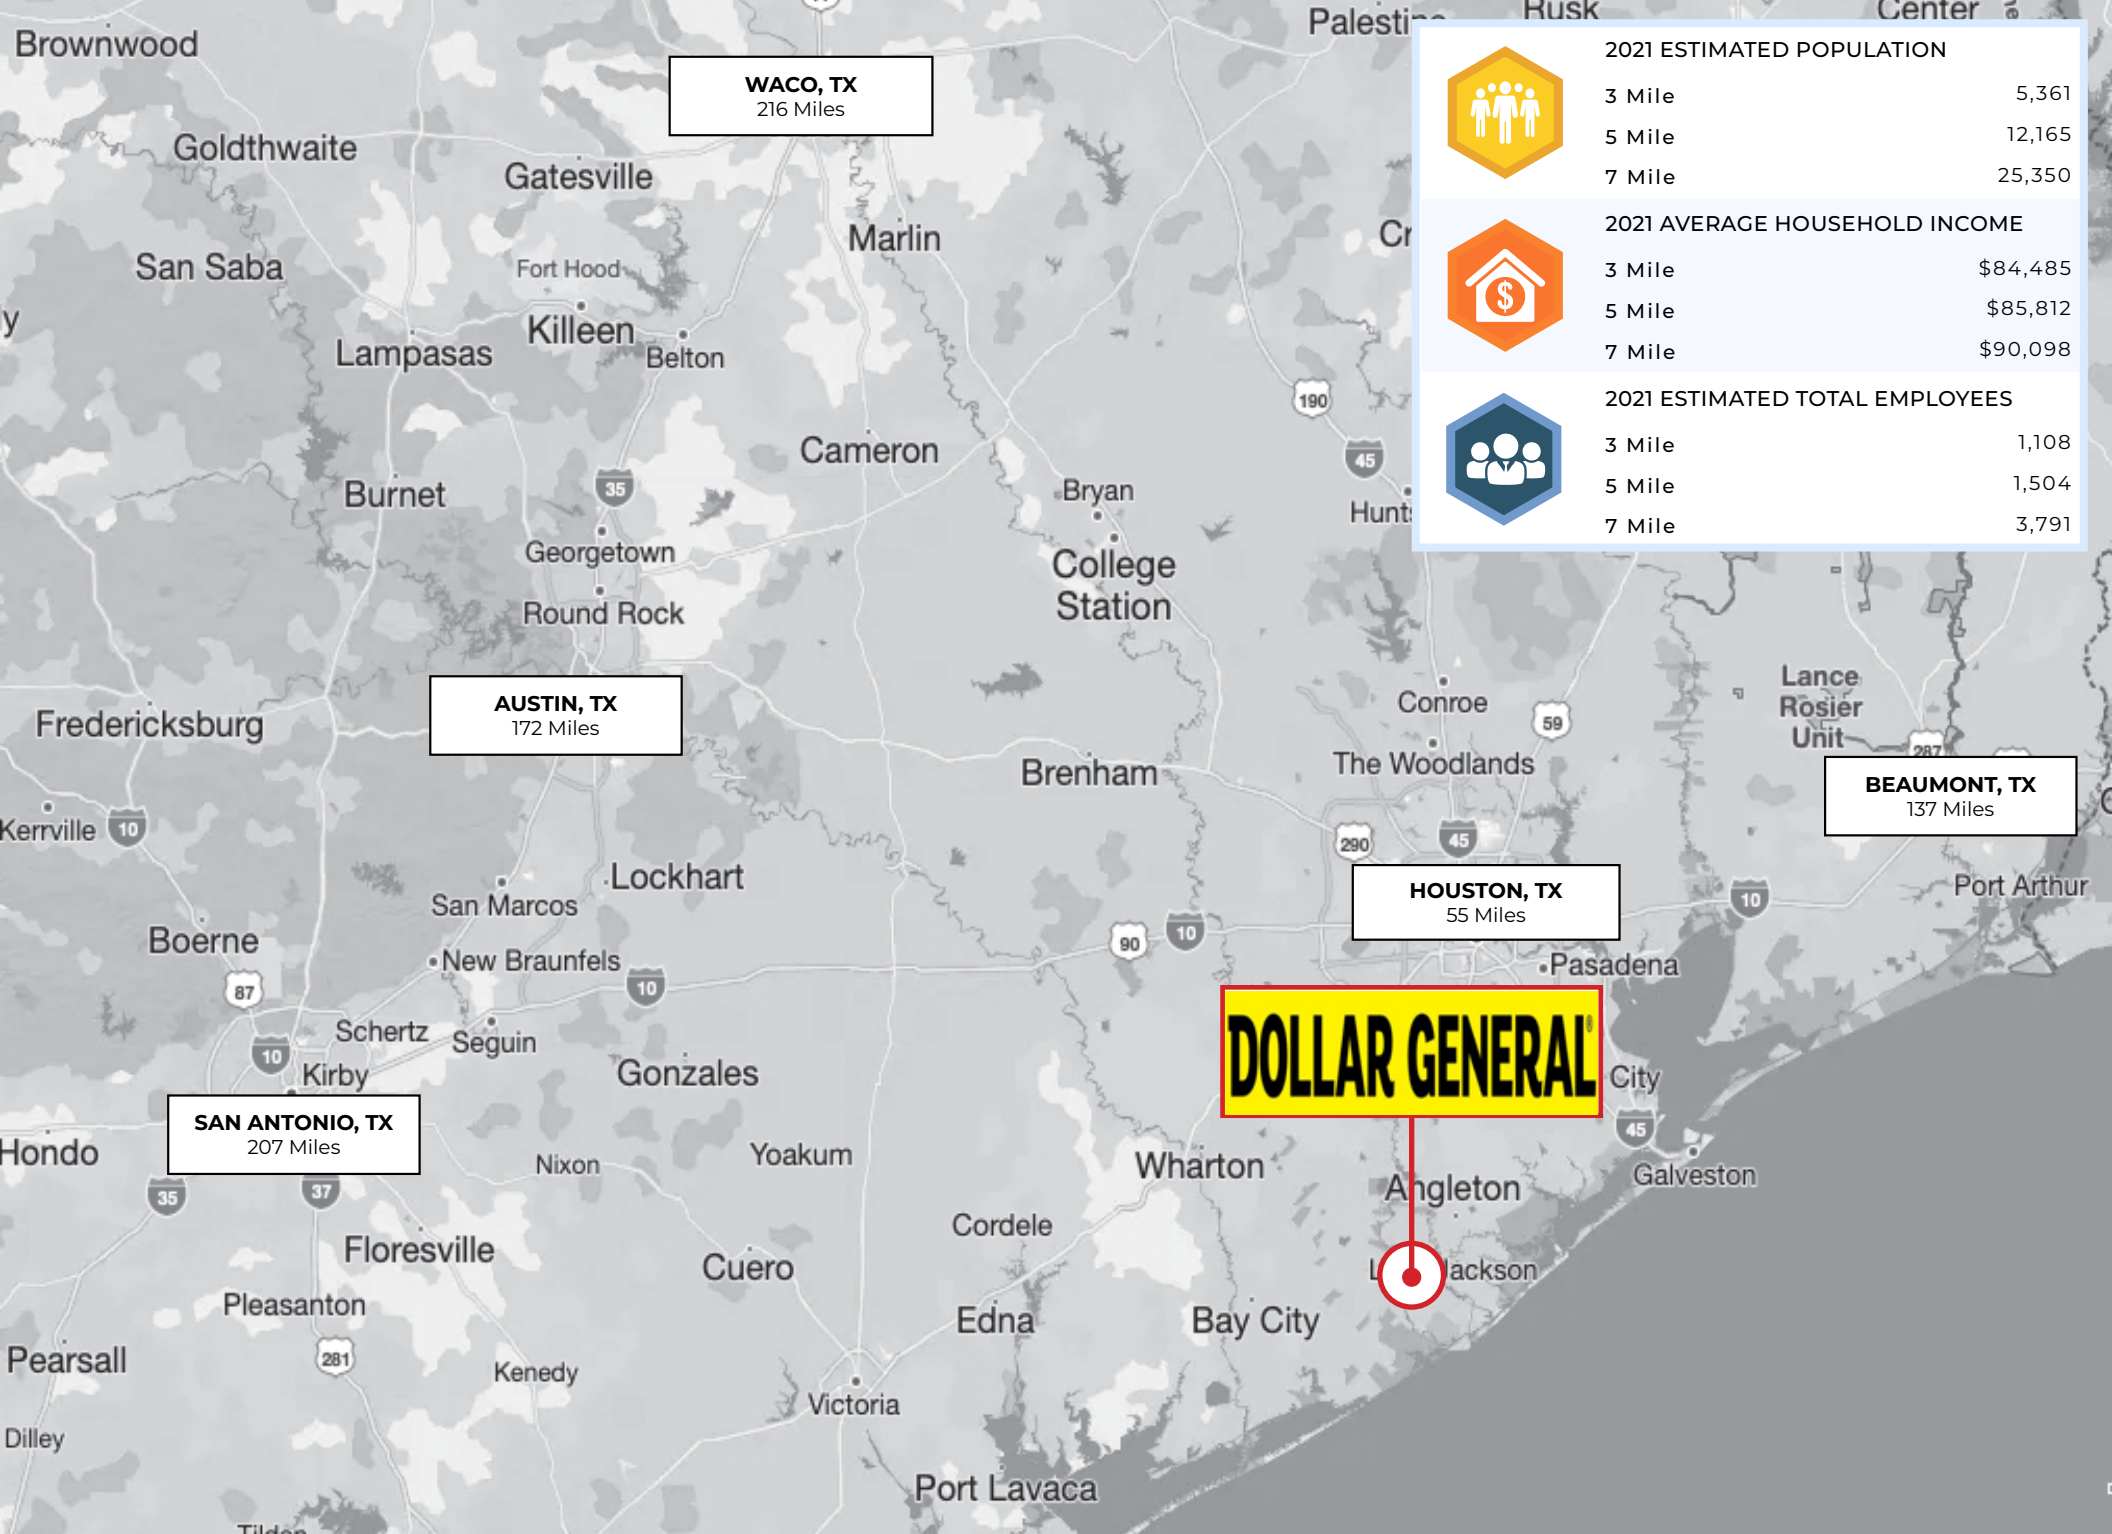 Brownwood
Rusk
Center
WACO, TX
216 Miles
Goldthwaite
Gatesville
Marlin
San Saba
Fort Hood
Killeen
Lampasas
Belton
Cameron
Burnet
35
Bryan
Georgetown
College
Station
Round Rock
190
45
2021 ESTIMATED POPULATION
3 Mile 5,361
5 Mile 12,165
7 Mile 25,350
2021 AVERAGE HOUSEHOLD INCOME
3 Mile $84,485
5 Mile $85,812
7 Mile $90,098
2021 ESTIMATED TOTAL EMPLOYEES
3 Mile 1,108
5 Mile 1,504
7 Mile 3,791
AUSTIN, TX
172 Miles
Fredericksburg
Conroe
59
Lance
Rosier
Unit
287
The Woodlands
Brenham
BEAUMONT, TX
137 Miles
Kerrville
10
290
45
Lockhart
San Marcos
HOUSTON, TX
55 Miles
10
Port Arthur
Boerne
New Braunfels
90
10
Pasadena
87
10
Schertz
Seguin
10
Kirby
Gonzales
DOLLAR GENERAL®
City
SAN ANTONIO, TX
207 Miles
45
Hondo
Nixon
Yoakum
Wharton
Angleton
Galveston
35
37
Floresville
Cordele
Cuero
Jackson
Pleasanton
Edna
Bay City
Pearsall
281
Kenedy
Victoria
Dilley
Port Lavaca